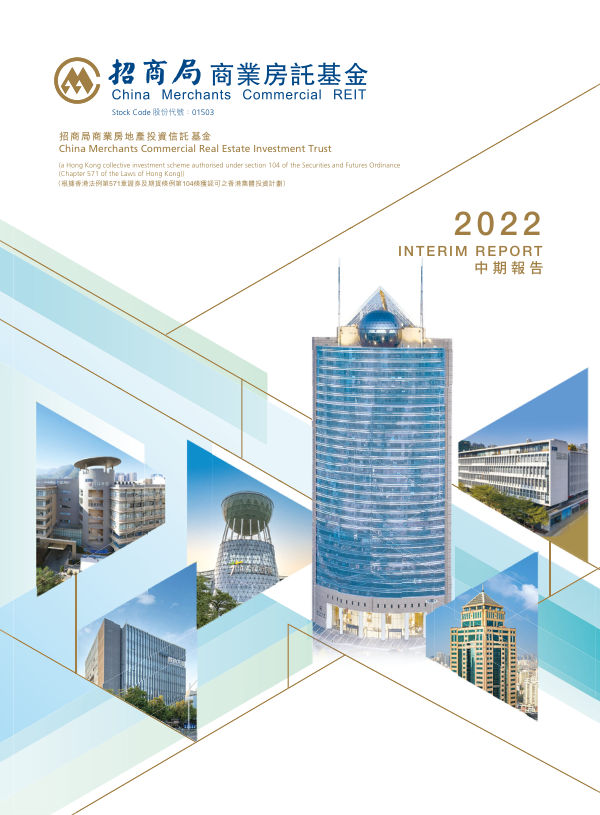 招商局 商業房託基金
China Merchants Commercial REIT
Stock Code 股份代號：01503
招商局商業房地產投資信託基金
China Merchants Commercial Real Estate Investment Trust
(a Hong Kong collective investment scheme authorised under section 104 of the Securities and Futures Ordinance
(Chapter 571 of the Laws of Hong Kong))
(根據香港法例第571章證券及期貨條例第104條獲認可之香港集體投資計劃)
2022
INTERIM REPORT
中期報告